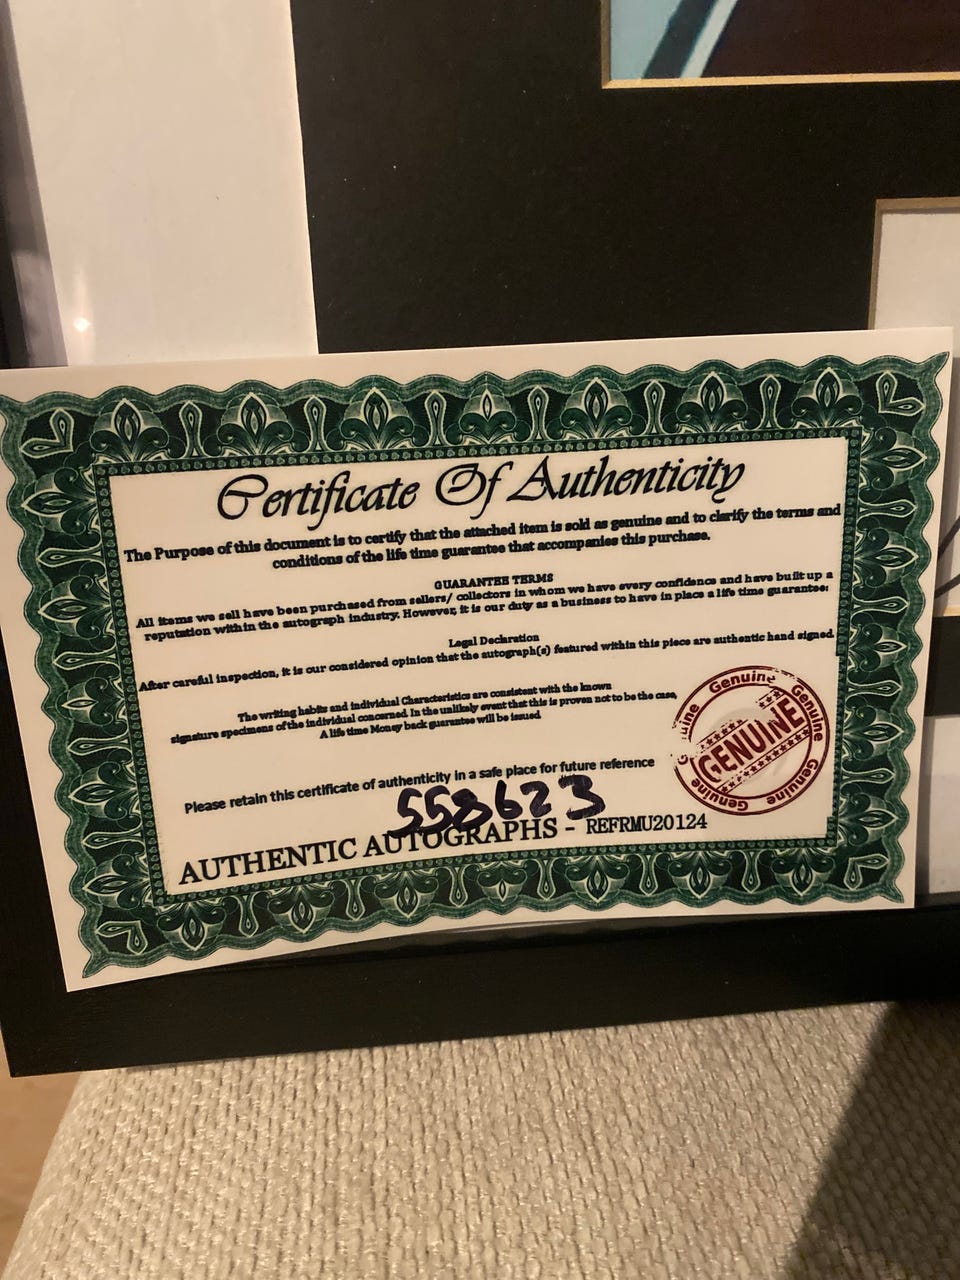 Certificate Of Authenticity
The Purpose of this document is to certify that the attached item is sold as genuine and to clarify the terms and
conditions of the life time guarantee that accompanies this purchase.
GUARANTEE TERMS
All items we sell have been purchased from sellers/ collectors in whom we have every confidence and have built up a
reputation within the autograph industry. However, it is our duty as a business to have in place a life time guarantee:
Legal Declaration
After careful inspection, it is our considered opinion that the autograph(s) featured within this piece are authentic hand signed
The writing habits and individual Characteristics are consistent with the known
signature specimens of the individual concerned. In the unlikely event that this is proven not to be the case,
A life time Money back guarantee will be issued
Genuine
Genuine
Genuine
GENUINE
Genuine
Genuine
Genuine
Please retain this certificate of authenticity in a safe place for future reference
558623
AUTHENTIC AUTOGRAPHS - REFRMU20124